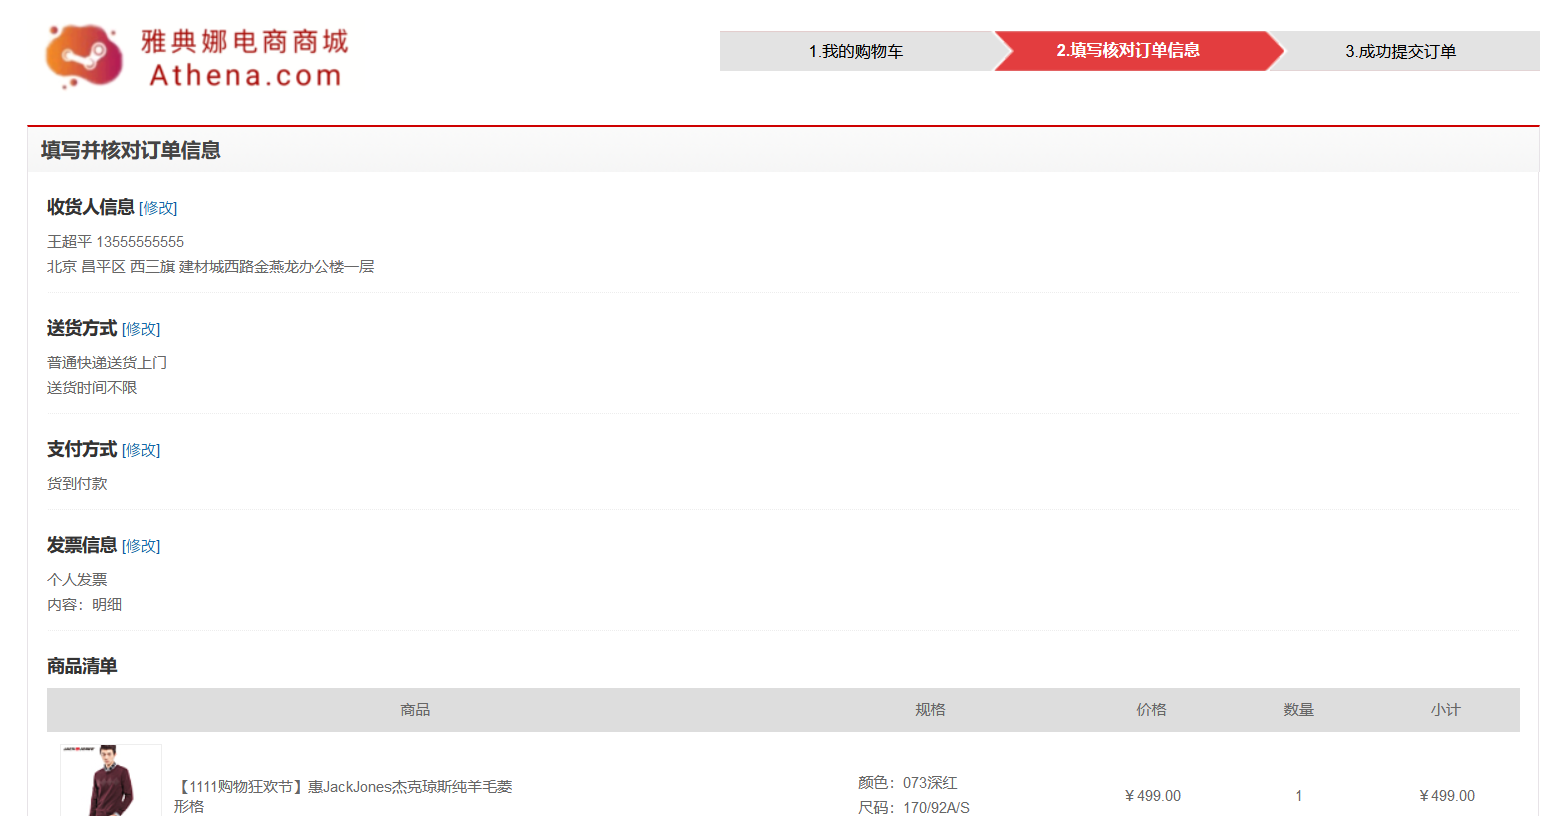 雅典娜电商商城
Athena.com
1.我的购物车
2.填写核对订单信息
3.成功提交订单
填写并核对订单信息
收货人信息 [修改]
王超平 13555555555
北京 昌平区 西三旗 建材城西路金燕龙办公楼一层
送货方式 [修改]
普通快递送货上门
送货时间不限
支付方式 [修改]
货到付款
发票信息 [修改]
个人发票
内容：明细
商品清单
商品 规格 价格 数量 小计
JACK JONES
【1111购物狂欢节】惠JackJones杰克琼斯纯羊毛菱
形格
颜色：073深红
尺码：170/92A/S
￥499.00
1
￥499.00